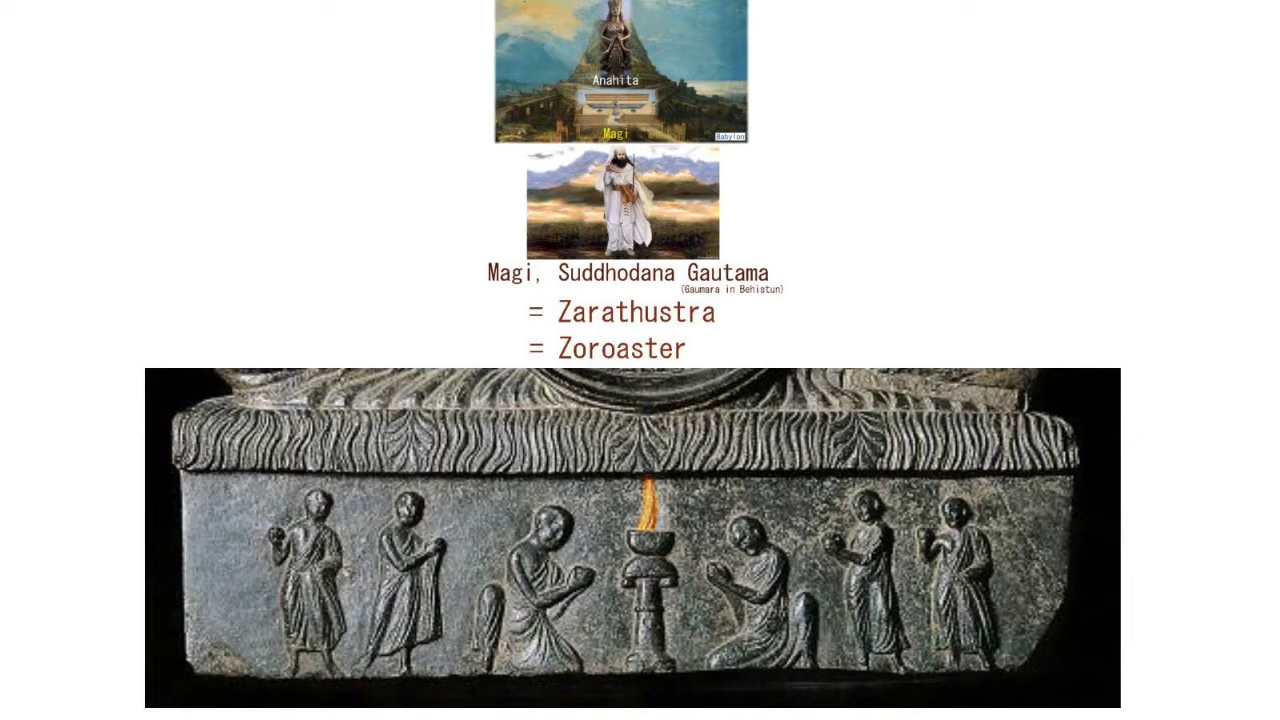 Anahita
Magi
Babylon
Magi, Suddhodana Gautama
(Gaumara in Behistun)
= Zarathustra
= Zoroaster